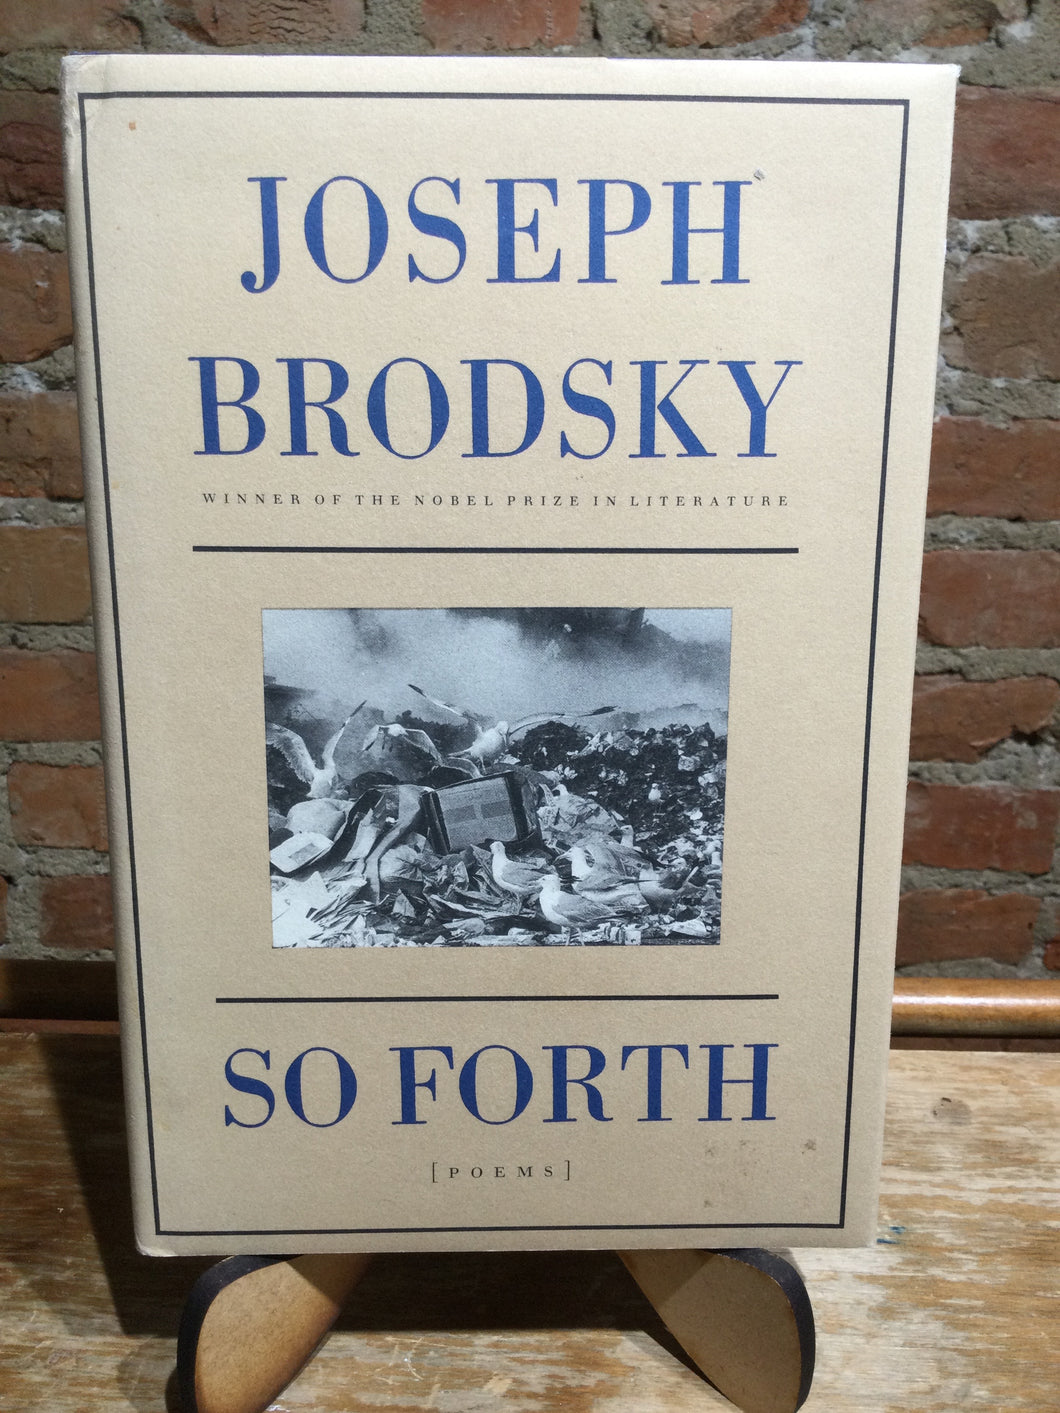 JOSEPH
BRODSKY
WINNER OF THE NOBEL PRIZE IN LITERATURE
SO FORTH
[POEMS]